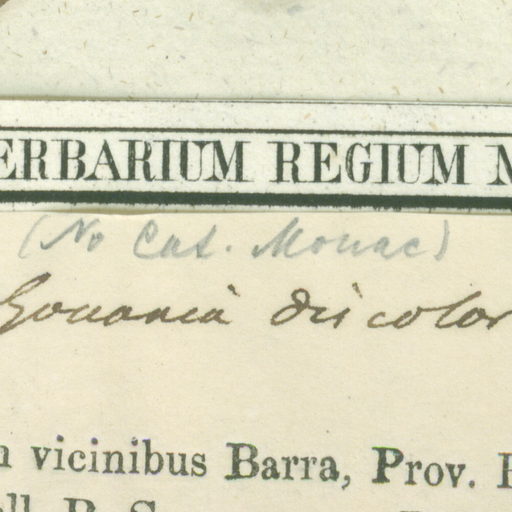 ERBARIUM REGIUM M
(No Cat. Monac)
Gouania discolor
n vicinibus Barra, Prov.